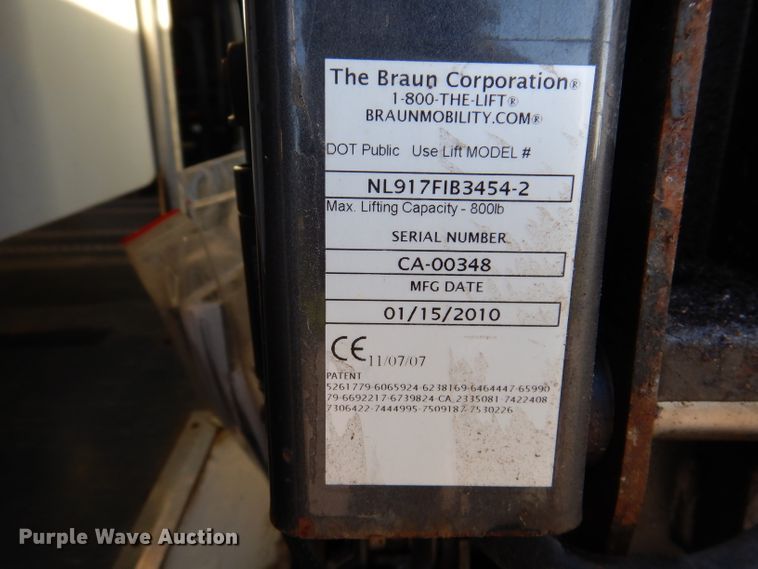 The Braun Corporation®
1-800-THE-LIFT®
BRAUNMOBILITY.COM®
DOT Public Use Lift MODEL #
NL917FIB3454-2
Max. Lifting Capacity - 800lb
SERIAL NUMBER
CA-00348
MFG DATE
01/15/2010
CE 11/07/07
PATENT
5261779-6065924-6238169-6464447-65990
79-6692217-6739824-CA_2335081-7422408
7306422-7444995-7509187-7530226
Purple Wave Auction®